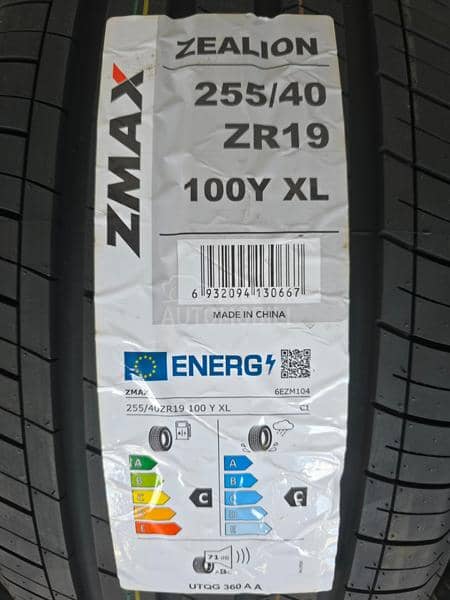 ZMAX
ZEALION
255/40
ZR19
100Y XL
6 932094 130667
MADE IN CHINA
ENERG
ZMAX 6EZM104
255/40ZR19 100 Y XL C1
A A
B B
C
D D
E E
C C
71 dB
UTQG 360 A A